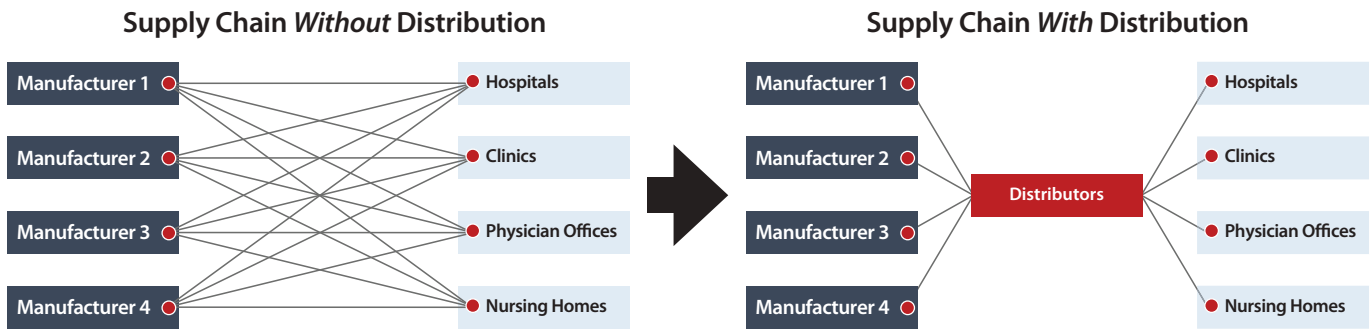 Supply Chain Without Distribution
Manufacturer 1
Manufacturer 2
Manufacturer 3
Manufacturer 4
Hospitals
Clinics
Physician Offices
Nursing Homes
Supply Chain With Distribution
Manufacturer 1
Manufacturer 2
Manufacturer 3
Manufacturer 4
Distributors
Hospitals
Clinics
Physician Offices
Nursing Homes